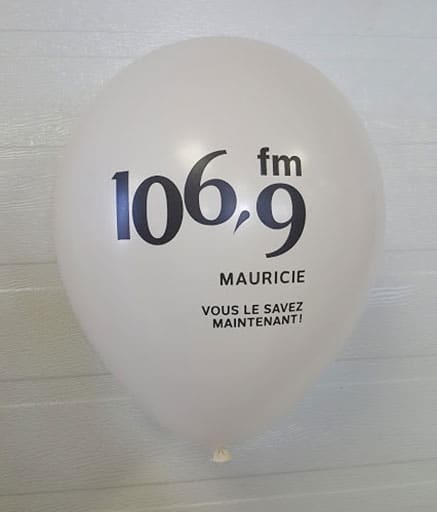 106,9 fm
MAURICIE
VOUS LE SAVEZ
MAINTENANT!